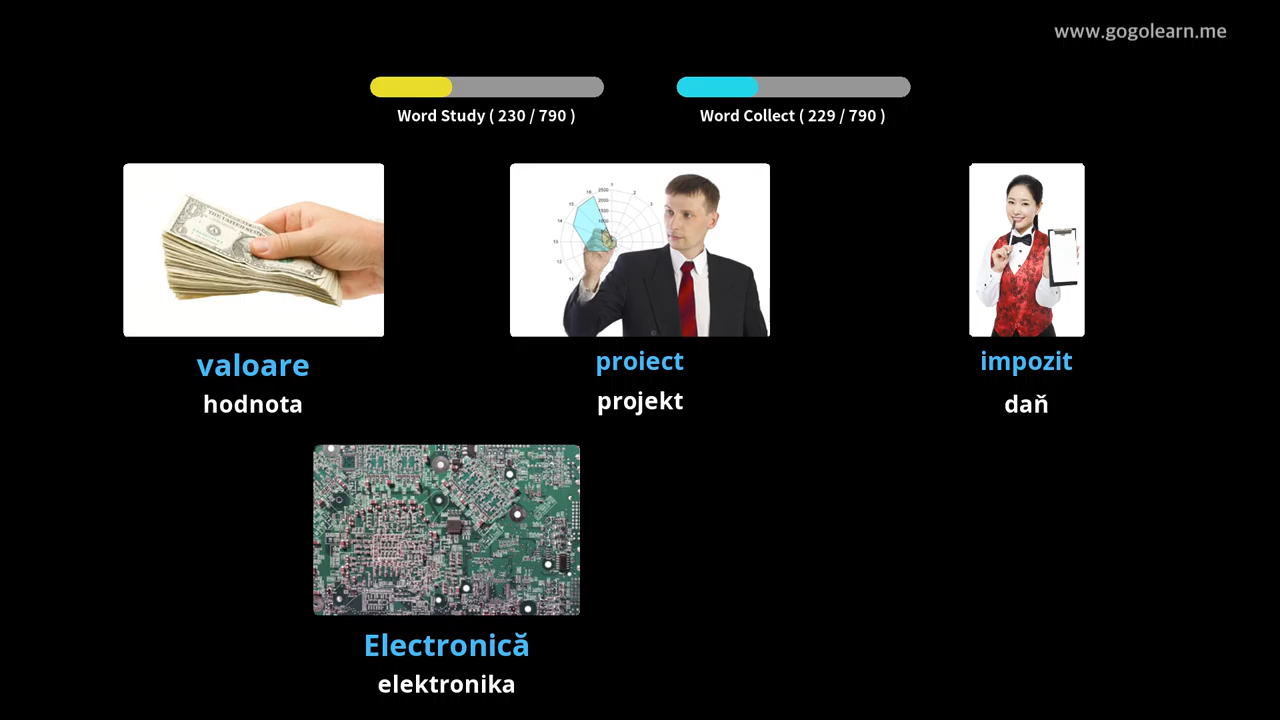 www.gogolearn.me
Word Study ( 230 / 790 )
Word Collect ( 229 / 790 )
valoare
hodnota
proiect
projekt
impozit
daň
Electronică
elektronika